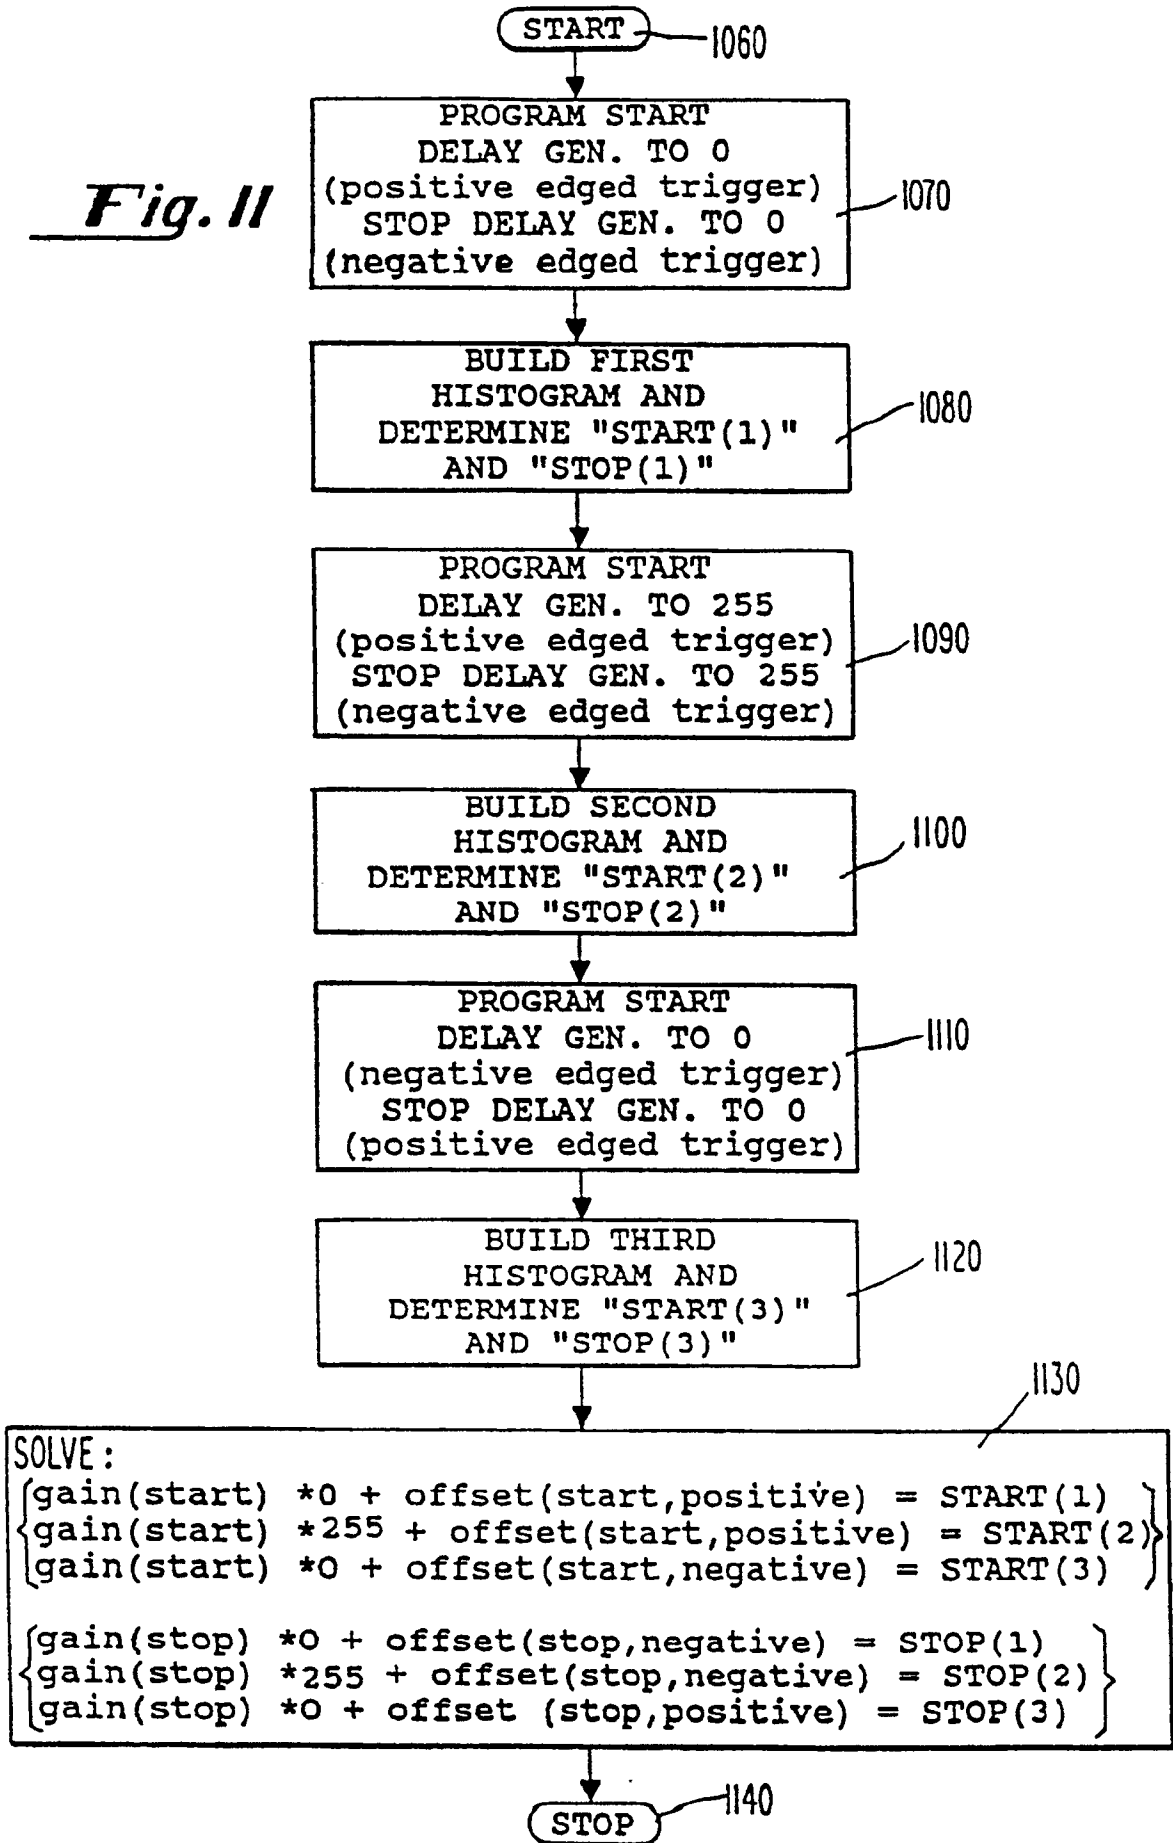 START
1060
Fig. 11
PROGRAM START
DELAY GEN. TO 0
(positive edged trigger)
STOP DELAY GEN. TO 0
(negative edged trigger)
1070
BUILD FIRST
HISTOGRAM AND
DETERMINE "START(1)"
AND "STOP(1)"
1080
PROGRAM START
DELAY GEN. TO 255
(positive edged trigger)
STOP DELAY GEN. TO 255
(negative edged trigger)
1090
BUILD SECOND
HISTOGRAM AND
DETERMINE "START(2)"
AND "STOP(2)"
1100
PROGRAM START
DELAY GEN. TO 0
(negative edged trigger)
STOP DELAY GEN. TO 0
(positive edged trigger)
1110
BUILD THIRD
HISTOGRAM AND
DETERMINE "START(3)"
AND "STOP(3)"
1120
1130
SOLVE:
gain(start) *0 + offset(start,positive) = START(1)
gain(start) *255 + offset(start,positive) = START(2)
gain(start) *0 + offset(start,negative) = START(3)
gain(stop) *0 + offset(stop,negative) = STOP(1)
gain(stop) *255 + offset(stop,negative) = STOP(2)
gain(stop) *0 + offset (stop,positive) = STOP(3)
STOP
1140